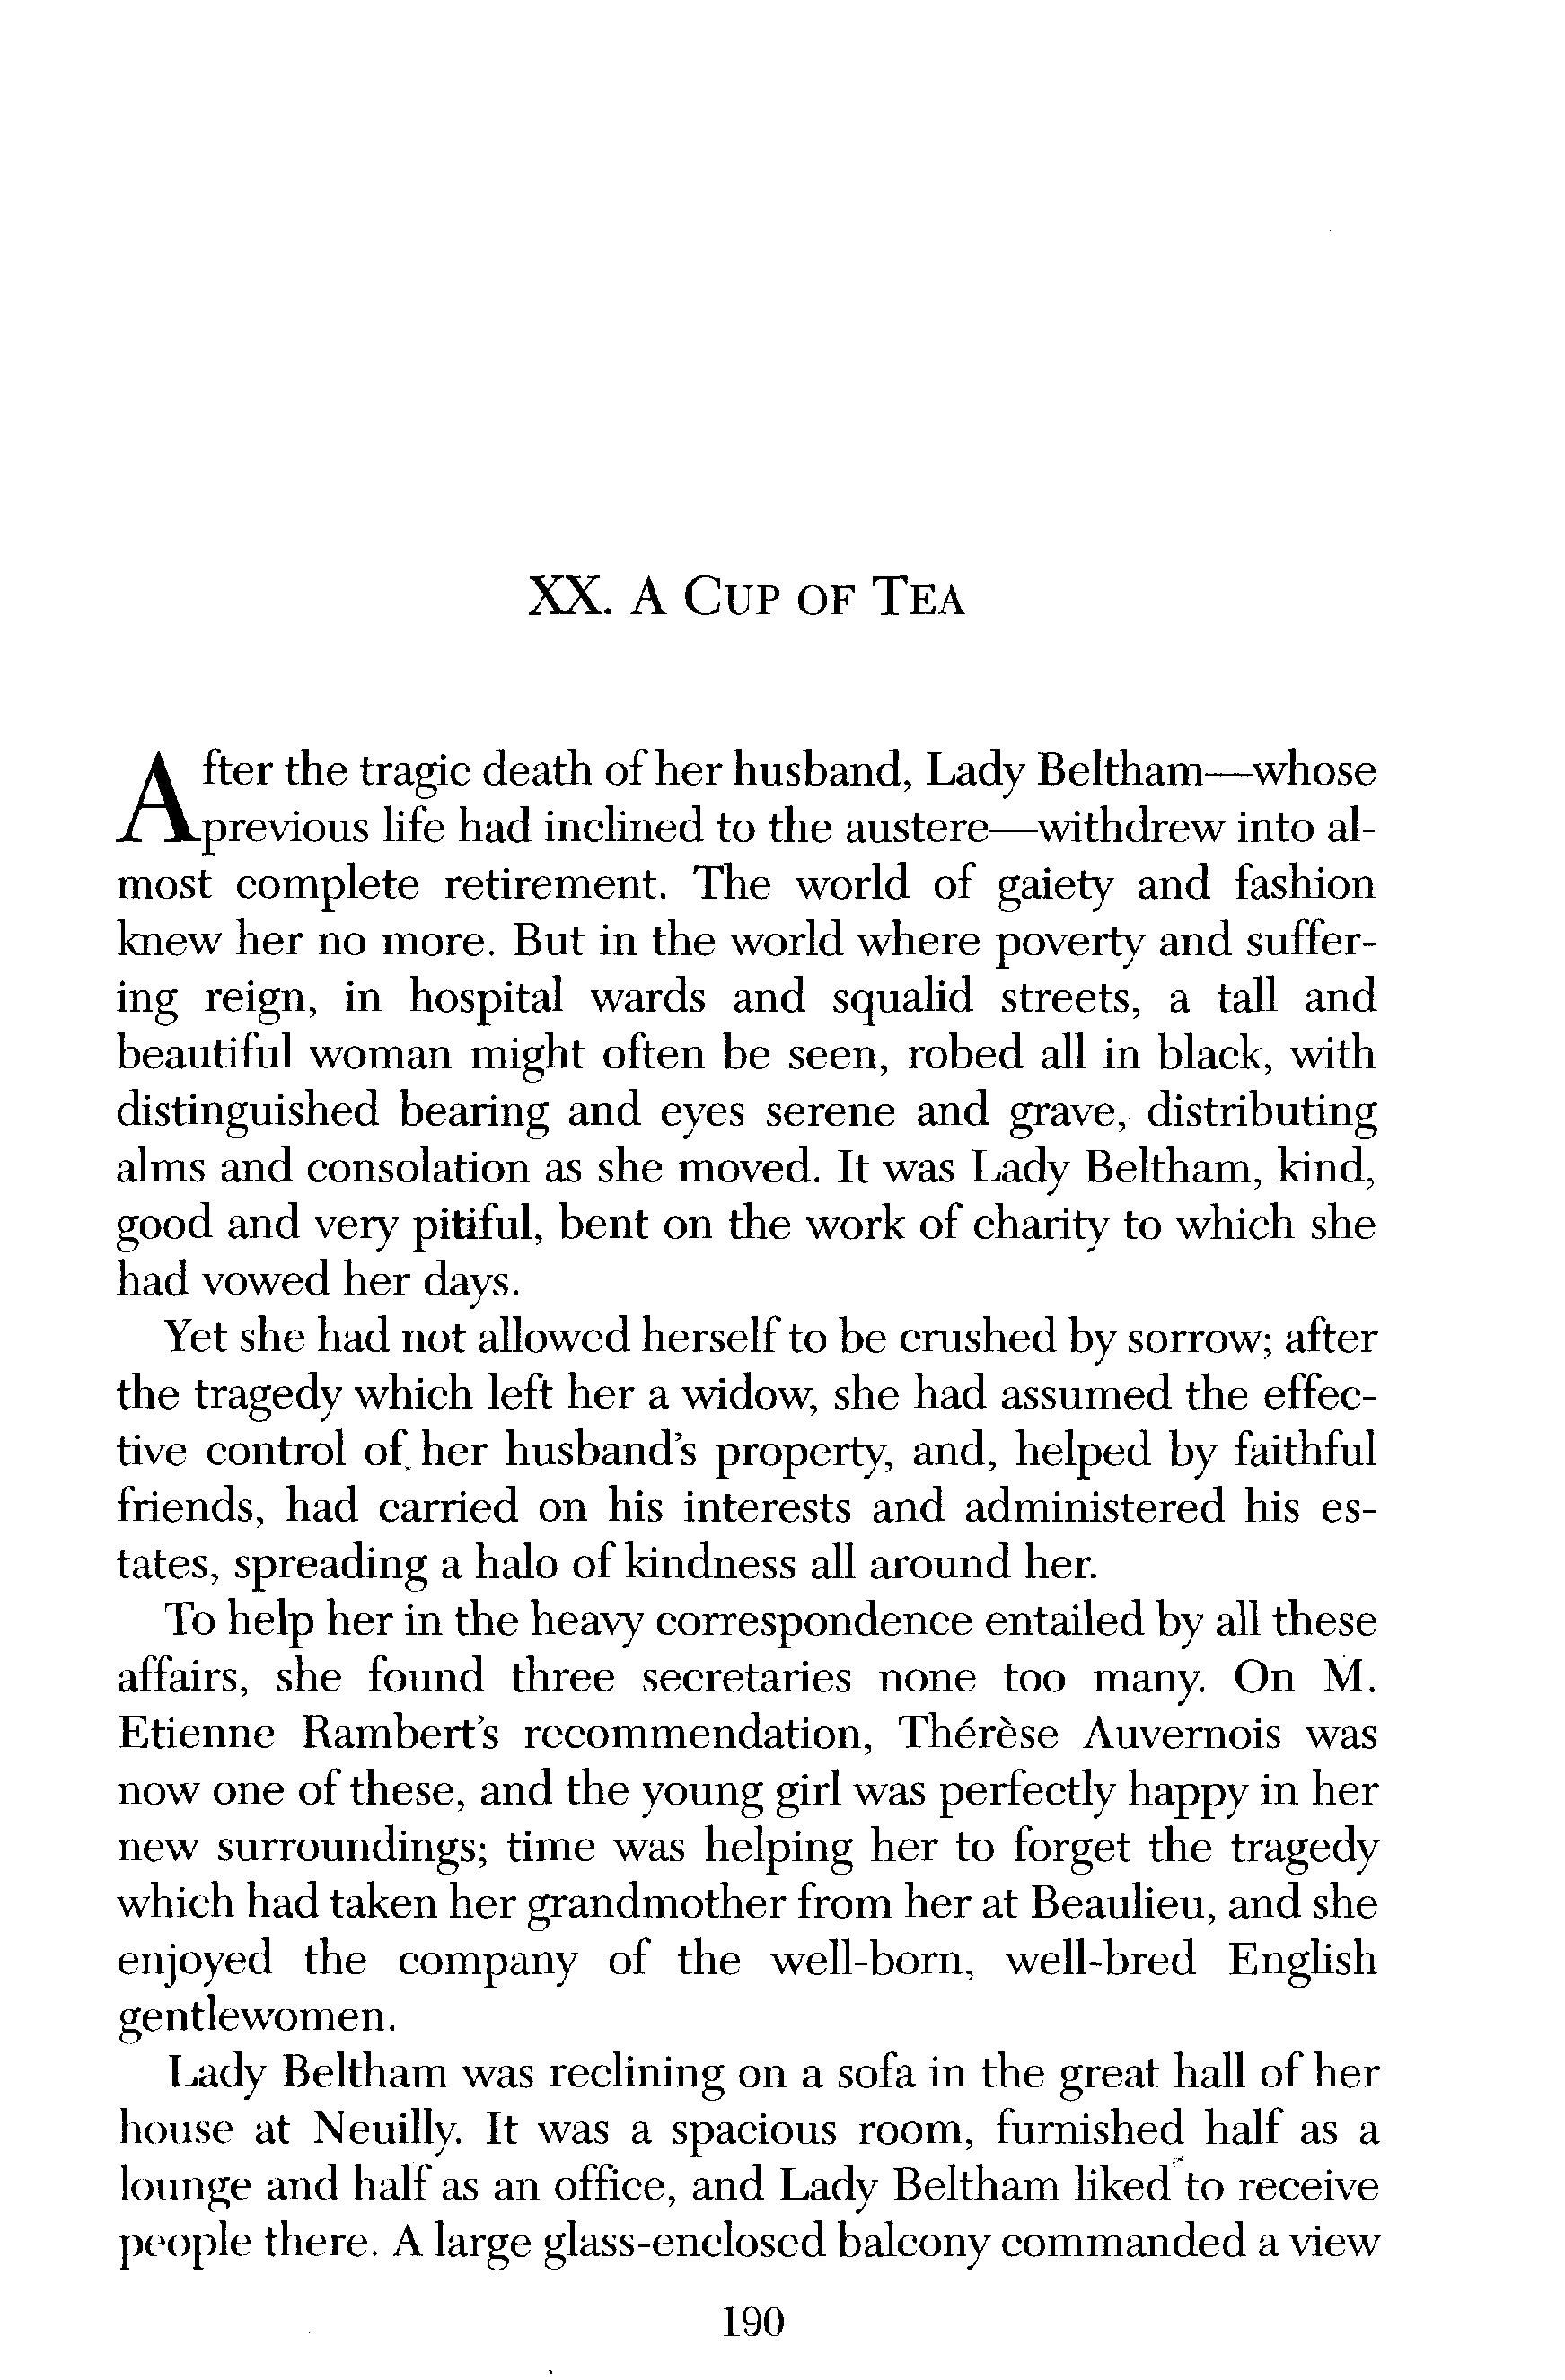 XX. A CUP OF TEA
After the tragic death of her husband, Lady Beltham—whose
previous life had inclined to the austere—withdrew into al-
most complete retirement. The world of gaiety and fashion
knew her no more. But in the world where poverty and suffer-
ing reign, in hospital wards and squalid streets, a tall and
beautiful woman might often be seen, robed all in black, with
distinguished bearing and eyes serene and grave, distributing
alms and consolation as she moved. It was Lady Beltham, kind,
good and very pitiful, bent on the work of charity to which she
had vowed her days.
Yet she had not allowed herself to be crushed by sorrow; after
the tragedy which left her a widow, she had assumed the effec-
tive control of her husband's property, and, helped by faithful
friends, had carried on his interests and administered his es-
tates, spreading a halo of kindness all around her.
To help her in the heavy correspondence entailed by all these
affairs, she found three secretaries none too many. On M.
Etienne Rambert's recommendation, Thérèse Auvernois was
now one of these, and the young girl was perfectly happy in her
new surroundings; time was helping her to forget the tragedy
which had taken her grandmother from her at Beaulieu, and she
enjoyed the company of the well-born, well-bred English
gentlewomen.
Lady Beltham was reclining on a sofa in the great hall of her
house at Neuilly. It was a spacious room, furnished half as a
lounge and half as an office, and Lady Beltham liked to receive
people there. A large glass-enclosed balcony commanded a view
190